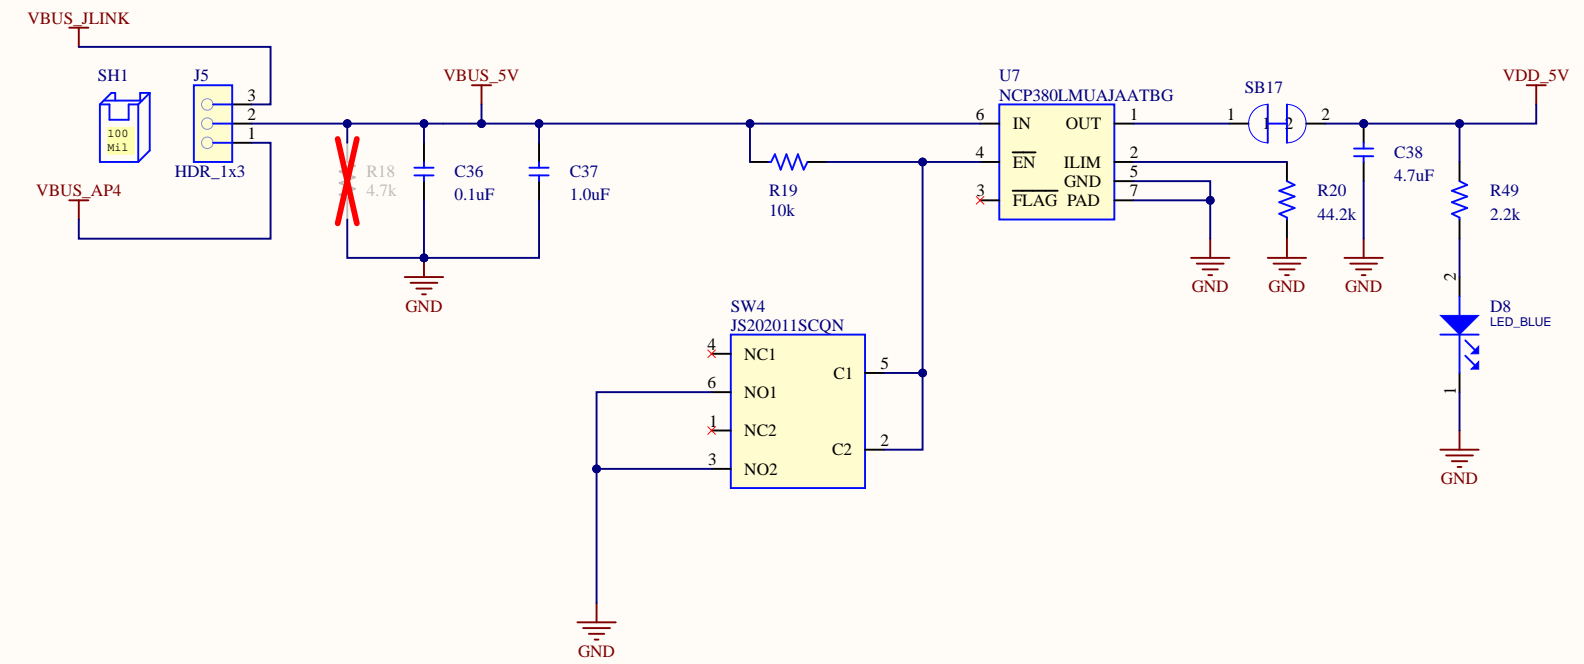 VBUS_JLINK
SH1
100
Mil
J5
3
2
1
HDR_1x3
VBUS_AP4
R18
4.7k
C36
0.1uF
VBUS_5V
C37
1.0uF
GND
R19
10k
U7
NCP380LMUAJAATBG
6
IN
OUT
1
4
EN
ILIM
2
GND
5
3
FLAG
PAD
7
SB17
1
1
2
2
VDD_5V
C38
4.7uF
R20
44.2k
R49
2.2k
GND
GND
GND
2
D8
LED_BLUE
1
GND
SW4
JS202011SCQN
4
NC1
C1
5
6
NO1
1
NC2
C2
2
3
NO2
GND